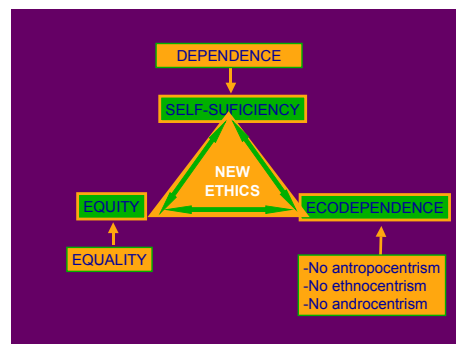 DEPENDENCE
SELF-SUFICIENCY
NEW
ETHICS
EQUITY
ECODEPENDENCE
EQUALITY
-No antropocentrism
-No ethnocentrism
-No androcentrism